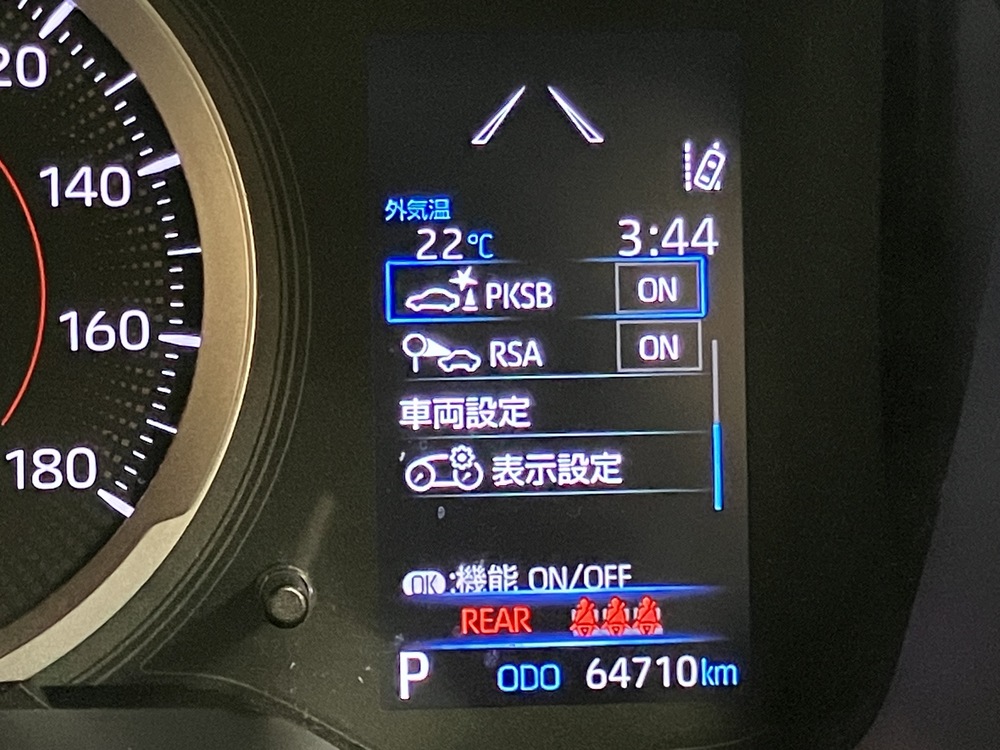 20
140
160
180
外気温
22℃ 3:44
PKSB ON
RSA ON
車両設定
表示設定
OK:機能 ON/OFF
REAR
P ODO 64710km